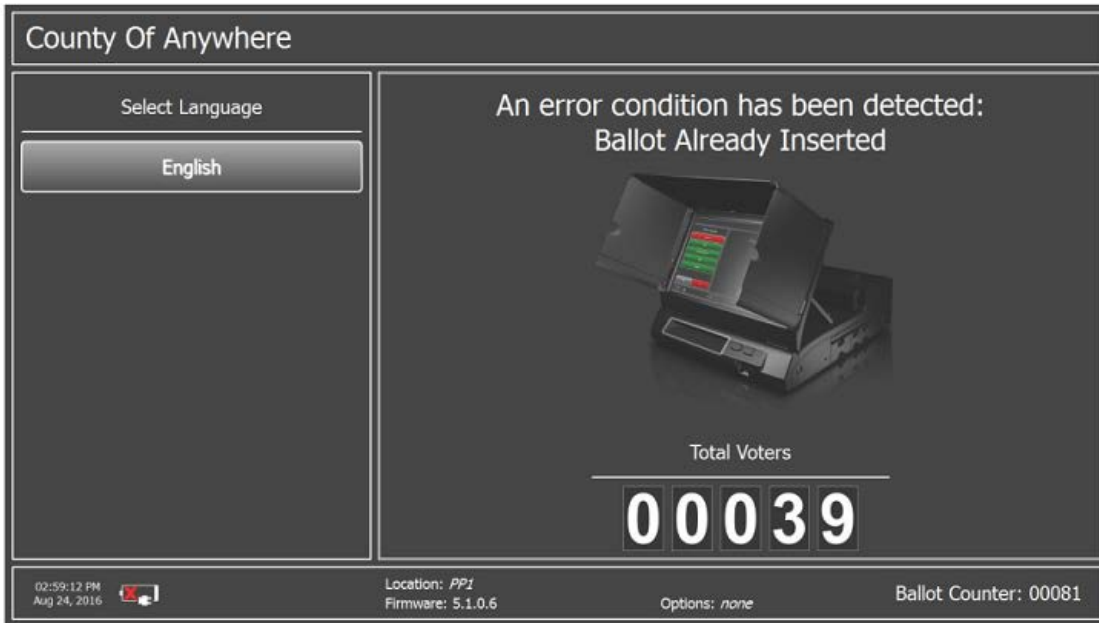 County Of Anywhere
Select Language
English
An error condition has been detected:
Ballot Already Inserted
Total Voters
00039
02:59:12 PM
Aug 24, 2016
Location: PP1
Firmware: 5.1.0.6
Options: none
Ballot Counter: 00081